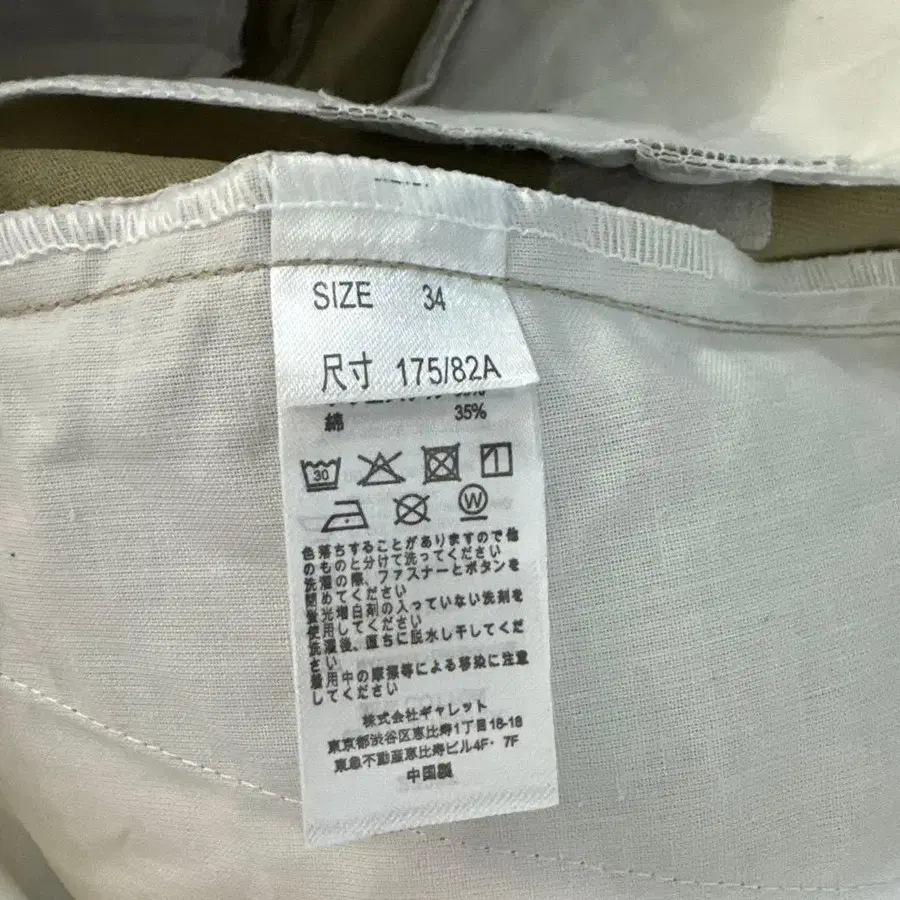 SIZE 34
尺寸 175/82A
綿 35%
30
W
色落ちすることがありますので他
のものと分けて洗ってください
洗濯の際、ファスナーとボタンを
閉めてください
蛍光増白剤の入っていない洗剤を
使用してください
洗濯後、直ちに脱水し干してくだ
さい
着用中の摩擦等による移染に注意
してください
株式会社ギャレット
東京都渋谷区恵比寿1丁目18-18
東急不動産恵比寿ビル4F・7F
中国製